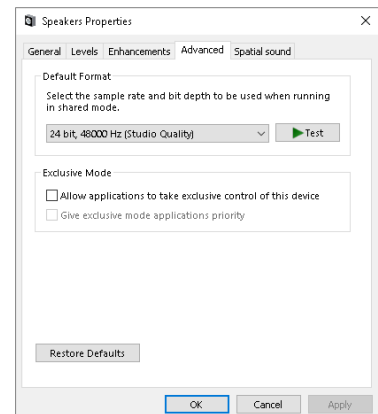 Speakers Properties
General Levels Enhancements Advanced Spatial sound
Default Format
Select the sample rate and bit depth to be used when running
in shared mode.
24 bit, 48000 Hz (Studio Quality)
Test
Exclusive Mode
Allow applications to take exclusive control of this device
Give exclusive mode applications priority
Restore Defaults
OK Cancel Apply